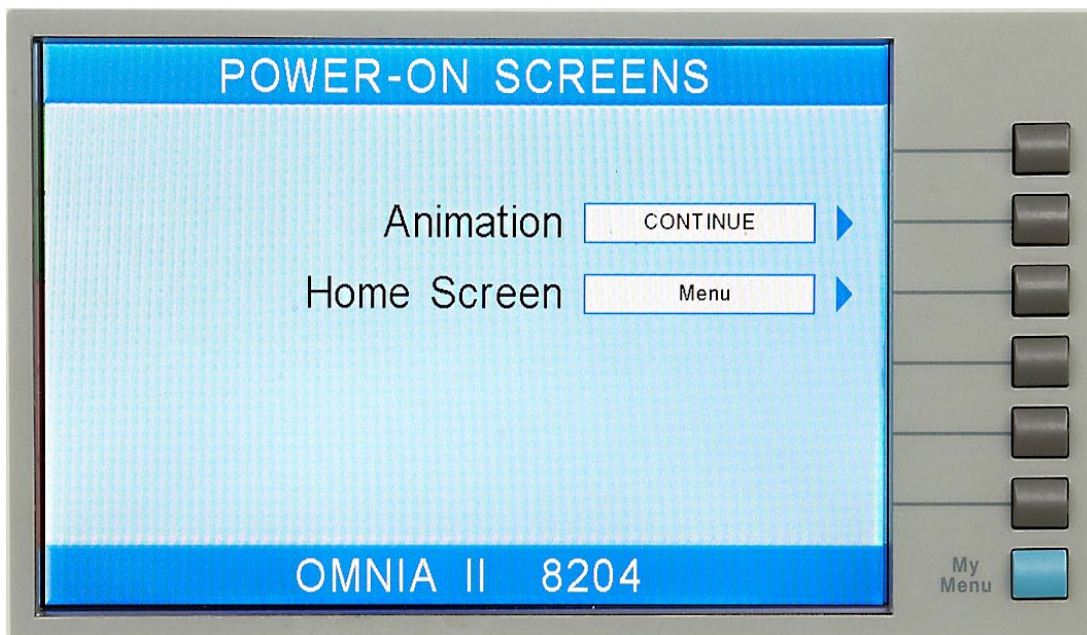 POWER-ON SCREENS
Animation CONTINUE
Home Screen Menu
OMNIA II 8204
My
Menu